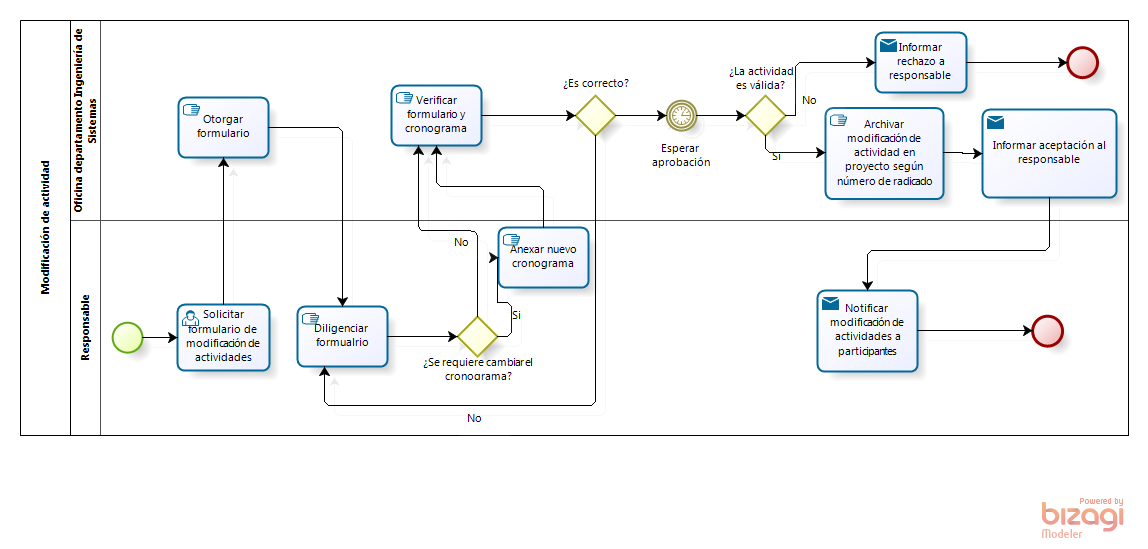 Modificación de actividad
Oficina departamento Ingeniería de
Sistemas
Responsable
Otorgar
formulario
Verificar
formulario y
cronograma
¿Es correcto?
Esperar
aprobación
¿La actividad
es válida?
No
Si
Informar
rechazo a
responsable
Archivar
modificación de
actividad en
proyecto según
número de radicado
Informar aceptación al
responsable
Solicitar
formulario de
modificación de
actividades
Diligenciar
formualrio
No
Si
¿Se requiere cambiar el
cronograma?
Anexar nuevo
cronograma
No
Notificar
modificación de
actividades a
participantes
Powered by
bizagi
Modeler